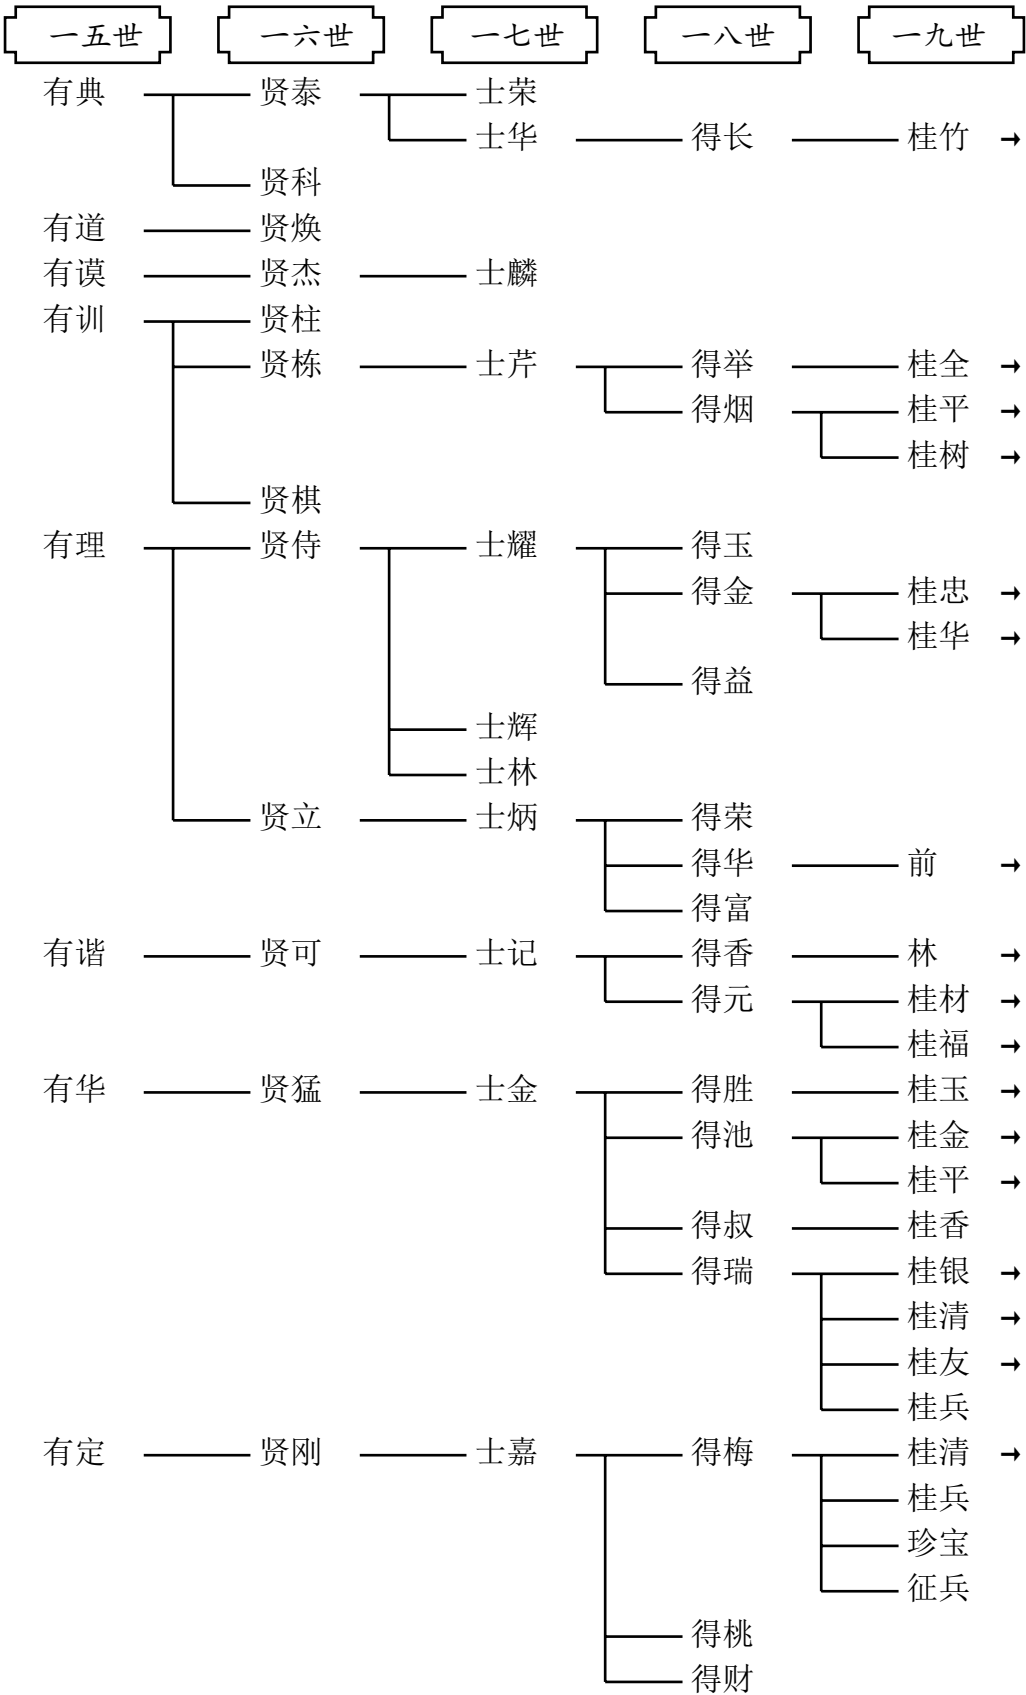 一五世 一六世 一七世 一八世 一九世
有典 贤泰 士荣
士华 得长 桂竹 →
贤科
有道 贤焕
有谟 贤杰 士麟
有训 贤柱
贤栋 士芹 得举 桂全 →
得烟 桂平 →
桂树 →
贤棋
有理 贤侍 士耀 得玉
得金 桂忠 →
桂华 →
得益
士辉
士林
贤立 士炳 得荣
得华 前 →
得富
有谐 贤可 士记 得香 林 →
得元 桂材 →
桂福 →
有华 贤猛 士金 得胜 桂玉 →
得池 桂金 →
桂平 →
得叔 桂香
得瑞 桂银 →
桂清 →
桂友 →
桂兵
有定 贤刚 士嘉 得梅 桂清 →
桂兵
珍宝
征兵
得桃
得财